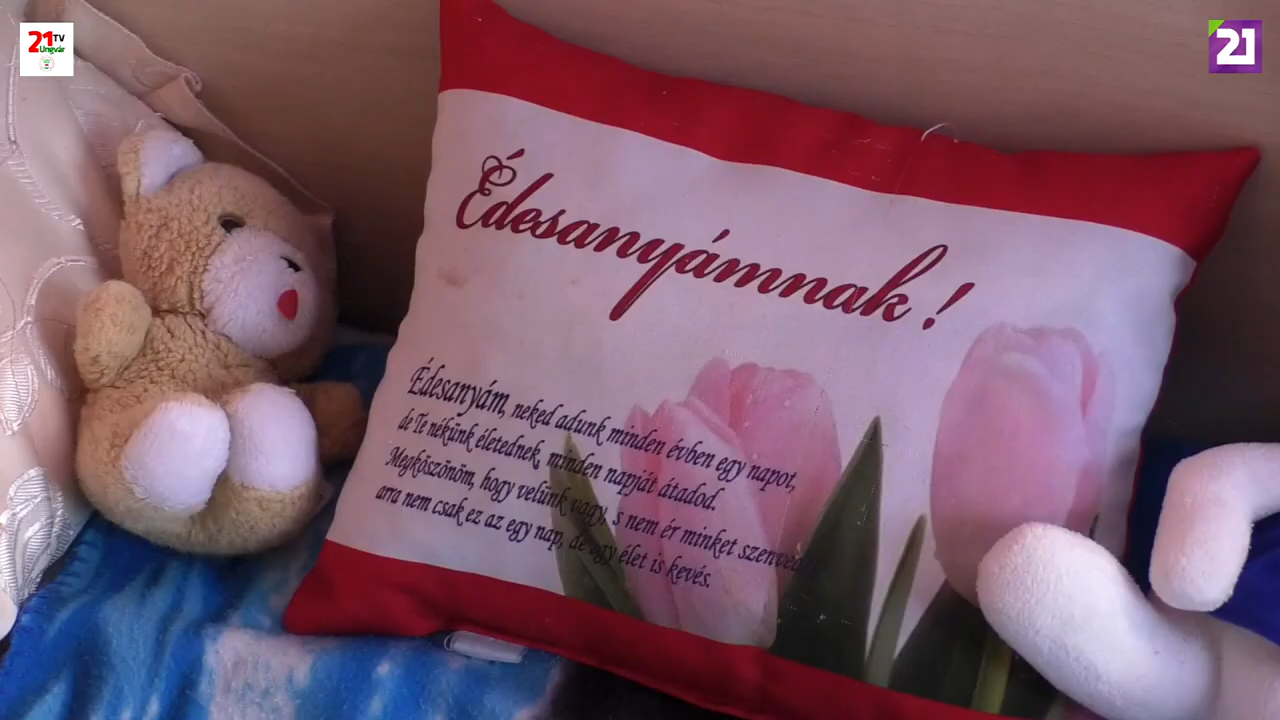 21 TV
Ungvár
21
Édesanyámnak!
Édesanyám, neked adunk minden évben egy napot,
de Te nékünk életednek, minden napját átadod.
Megköszönöm, hogy velünk vagy, s nem ér minket
arra nem csak ez az egy nap, de egy élet is kevés.